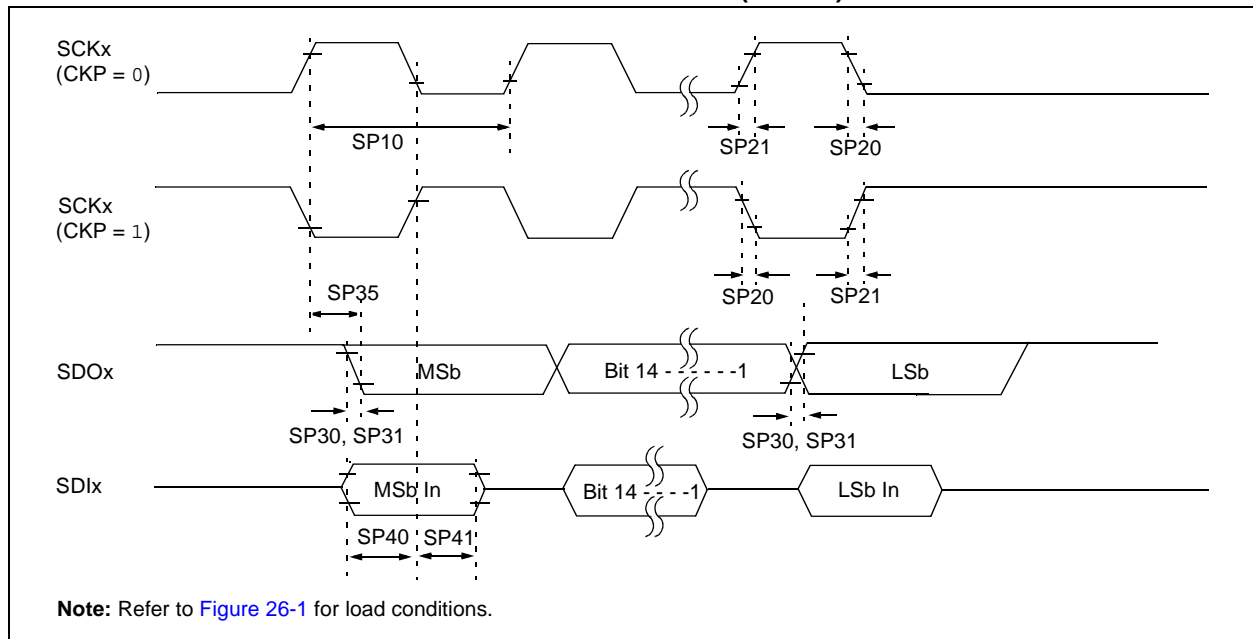 SCKx
(CKP = 0)
SP10
SP21
SP20
SCKx
(CKP = 1)
SP35
SP20
SP21
SDOx
MSb
Bit 14 - - - - - -1
LSb
SP30, SP31
SP30, SP31
SDIx
MSb In
Bit 14 - - - -1
LSb In
SP40
SP41
Note: Refer to Figure 26-1 for load conditions.